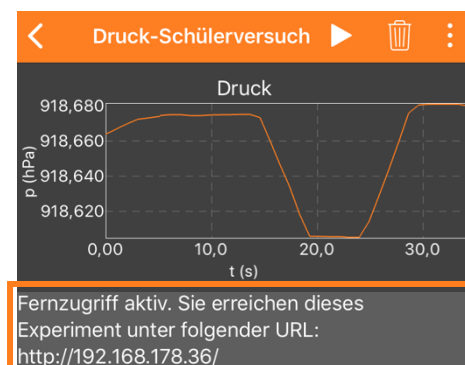 Druck-Schülerversuch
Druck
918,680
918,660
918,640
918,620
p (hPa)
0,00 10,0 20,0 30,0
t (s)
Fernzugriff aktiv. Sie erreichen dieses
Experiment unter folgender URL:
http://192.168.178.36/